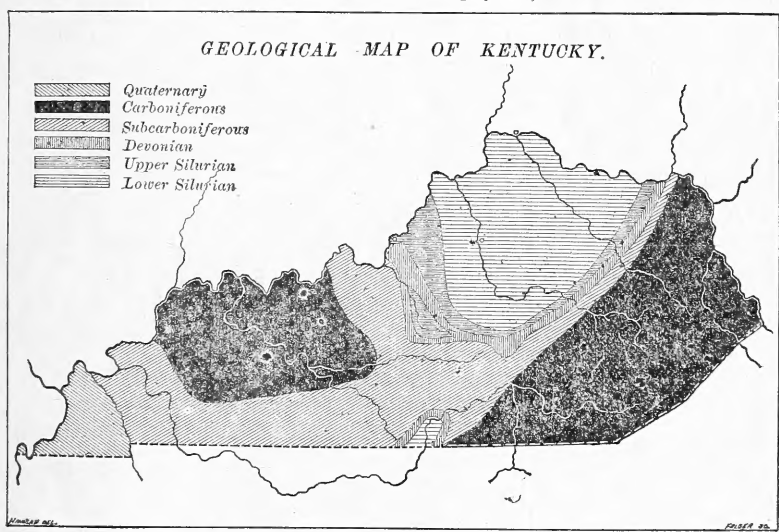 GEOLOGICAL MAP OF KENTUCKY.
Quaternary
Carboniferous
Subcarboniferous
Devonian
Upper Silurian
Lower Silurian